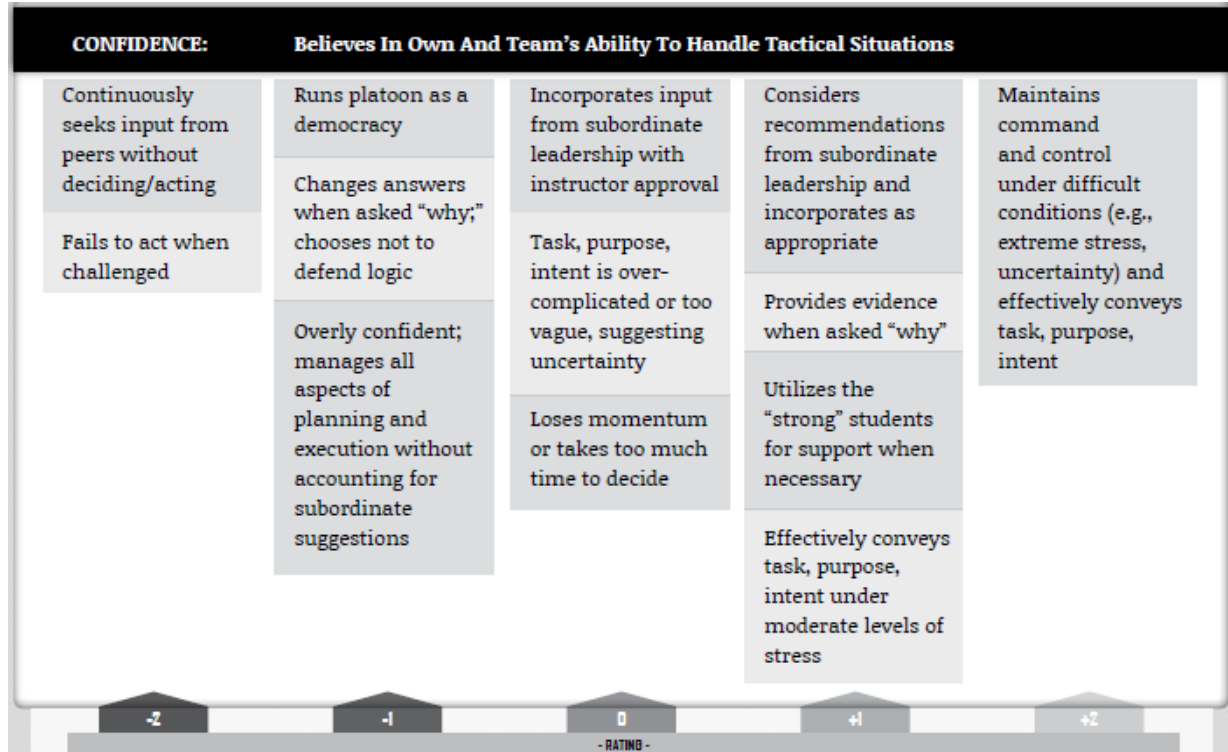 CONFIDENCE: Believes In Own And Team's Ability To Handle Tactical Situations
Continuously
seeks input from
peers without
deciding/acting
Fails to act when
challenged
Runs platoon as a
democracy
Changes answers
when asked “why;”
chooses not to
defend logic
Overly confident;
manages all
aspects of
planning and
execution without
accounting for
subordinate
suggestions
Incorporates input
from subordinate
leadership with
instructor approval
Task, purpose,
intent is over-
complicated or too
vague, suggesting
uncertainty
Loses momentum
or takes too much
time to decide
Considers
recommendations
from subordinate
leadership and
incorporates as
appropriate
Provides evidence
when asked “why”
Utilizes the
“strong” students
for support when
necessary
Effectively conveys
task, purpose,
intent under
moderate levels of
stress
Maintains
command
and control
under difficult
conditions (e.g.,
extreme stress,
uncertainty) and
effectively conveys
task, purpose,
intent
-2 -1 0 +1 +2
- RATING -